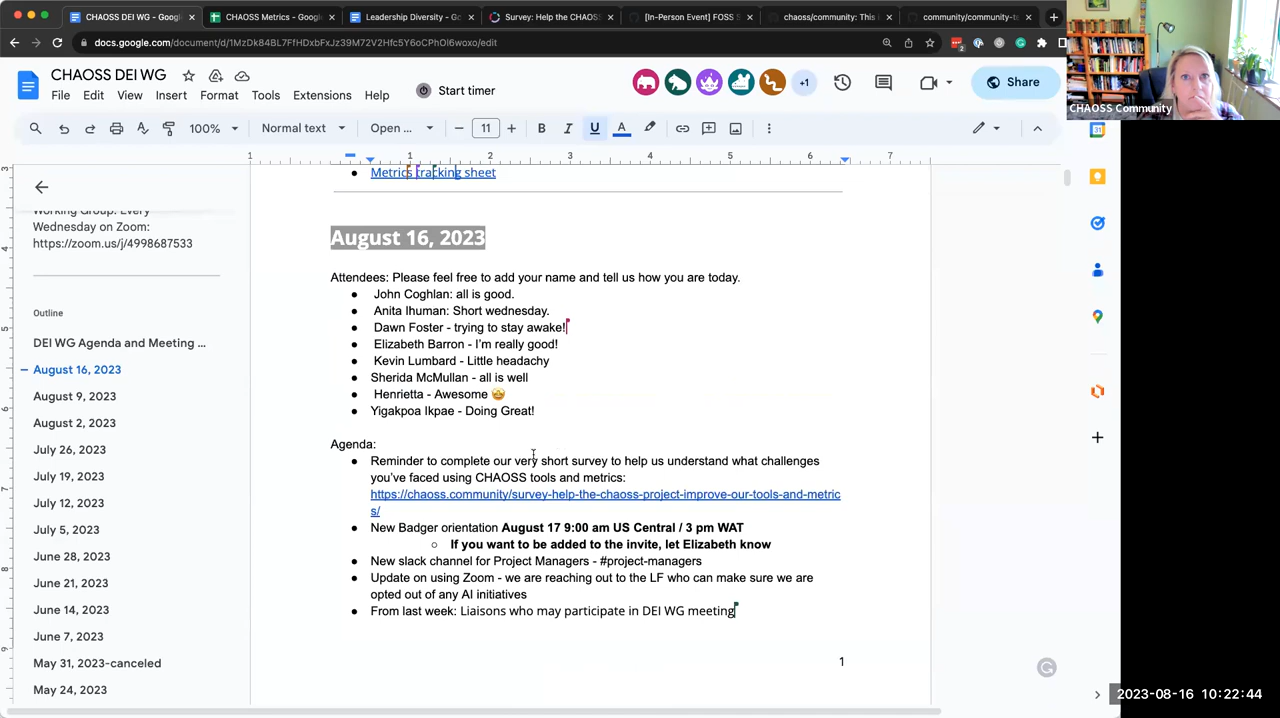 CHAOSS DEI WG - Googl
CHAOSS Metrics - Googl
Leadership Diversity - Go
Survey: Help the CHAOS
[In-Person Event] FOSS
chaoss/community: This
community/community-te
docs.google.com/document/d/1MzDk84BL7FfHDxbFxJz39M72V2Hfc5Y6oCPhOI6woxo/edit
CHAOSS Community
CHAOSS DEI WG
File Edit View Insert Format Tools Extensions Help
Start timer
+1
Share
100%
Normal text
Open ...
11
1 1 2 3 4 5 6 7
Metrics tracking sheet
Working Group: Every
Wednesday on Zoom:
https://zoom.us/j/4998687533
Outline
DEI WG Agenda and Meeting ...
August 16, 2023
August 9, 2023
August 2, 2023
July 26, 2023
July 19, 2023
July 12, 2023
July 5, 2023
June 28, 2023
June 21, 2023
June 14, 2023
June 7, 2023
May 31, 2023-canceled
May 24, 2023
August 16, 2023
Attendees: Please feel free to add your name and tell us how you are today.
● John Coghlan: all is good.
● Anita Ihuman: Short wednesday.
● Dawn Foster - trying to stay awake!
● Elizabeth Barron - I'm really good!
● Kevin Lumbard - Little headachy
● Sherida McMullan - all is well
● Henrietta - Awesome 🤩
● Yigakpoa Ikpae - Doing Great!
Agenda:
● Reminder to complete our very short survey to help us understand what challenges
you've faced using CHAOSS tools and metrics:
https://chaoss.community/survey-help-the-chaoss-project-improve-our-tools-and-metric
s/
● New Badger orientation August 17 9:00 am US Central / 3 pm WAT
○ If you want to be added to the invite, let Elizabeth know
● New slack channel for Project Managers - #project-managers
● Update on using Zoom - we are reaching out to the LF who can make sure we are
opted out of any AI initiatives
● From last week: Liaisons who may participate in DEI WG meeting
1
2023-08-16 10:22:44